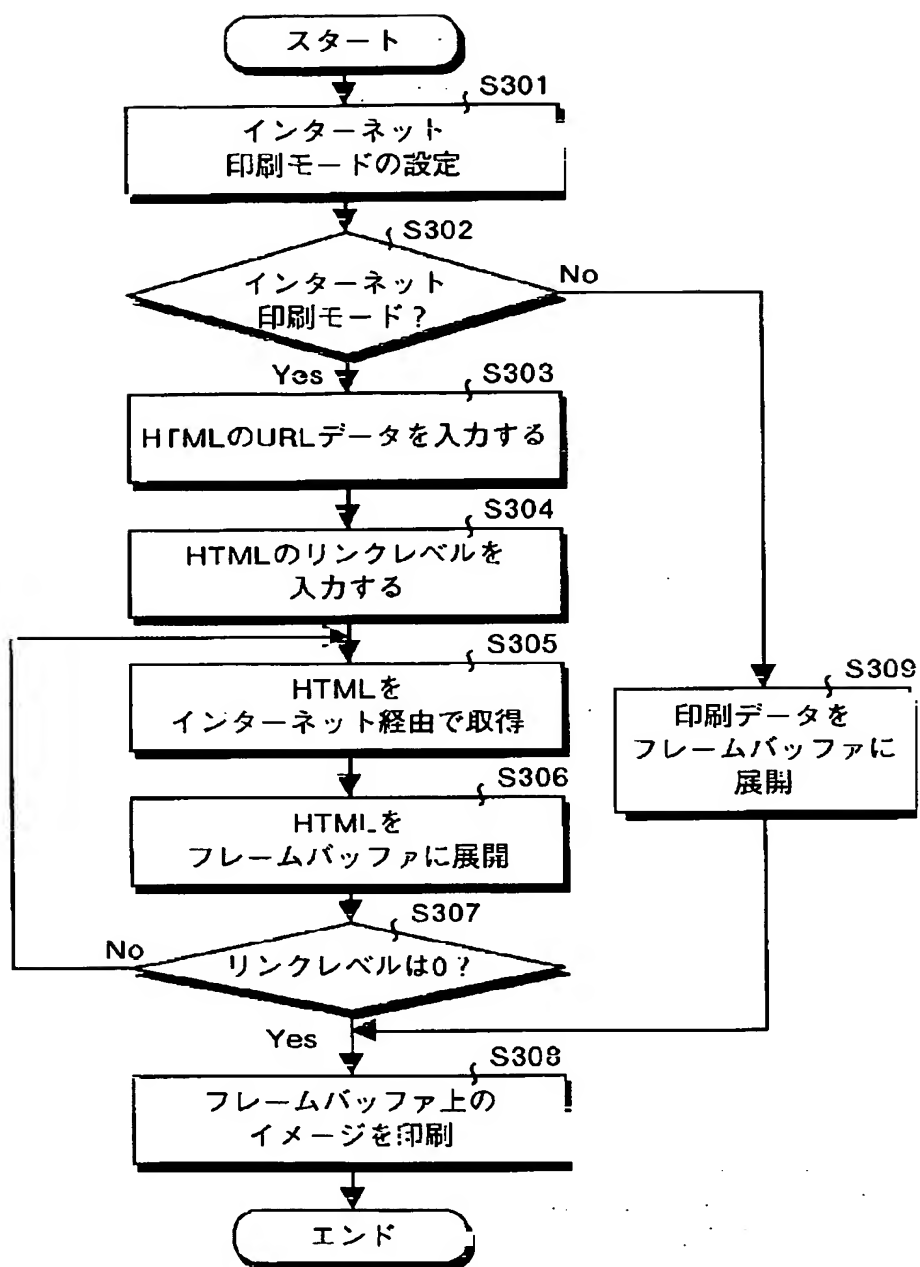 スタート
S301
インターネット
印刷モードの設定
S302
インターネット
印刷モード?
No
Yes
S303
HTMLのURLデータを入力する
S304
HTMLのリンクレベルを
入力する
S305
HTMLを
インターネット経由で取得
S309
印刷データを
フレームバッファに
展開
S306
HTMLを
フレームバッファに展開
S307
No
リンクレベルは0?
Yes
S308
フレームバッファ上の
イメージを印刷
エンド